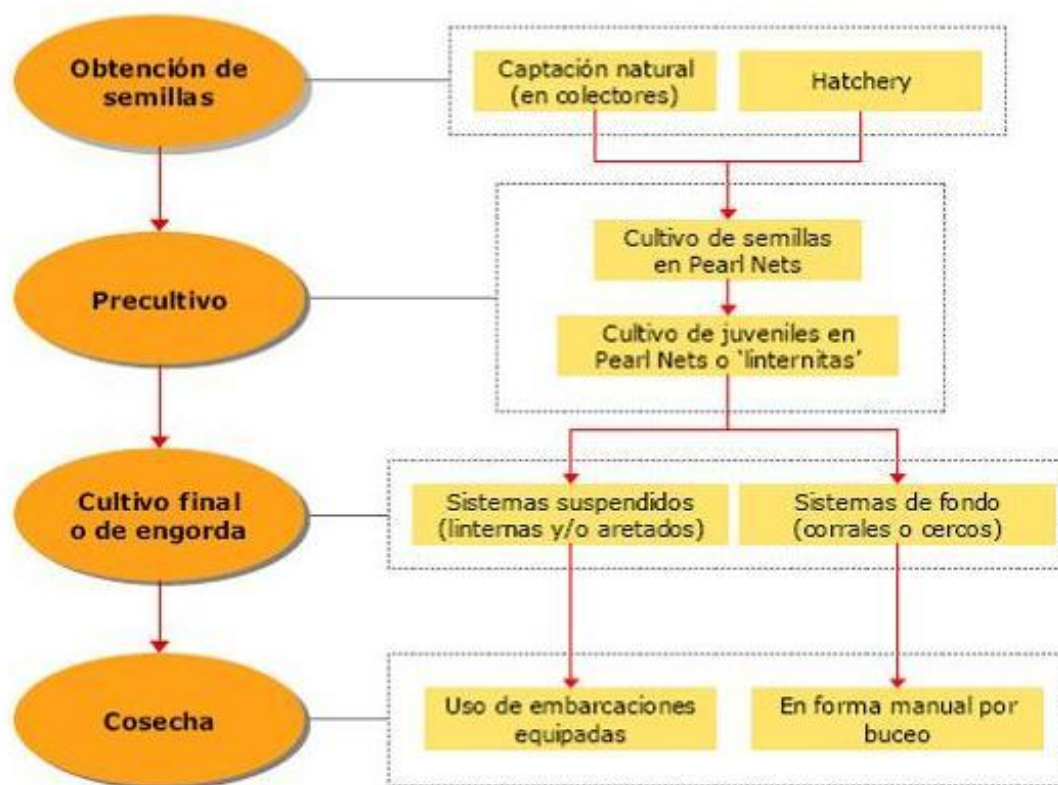 Obtención de
semillas
Captación natural
(en colectores)
Hatchery
Precultivo
Cultivo de semillas
en Pearl Nets
Cultivo de juveniles en
Pearl Nets o 'linternitas'
Cultivo final
o de engorda
Sistemas suspendidos
(linternas y/o aretados)
Sistemas de fondo
(corrales o cercos)
Cosecha
Uso de embarcaciones
equipadas
En forma manual por
buceo